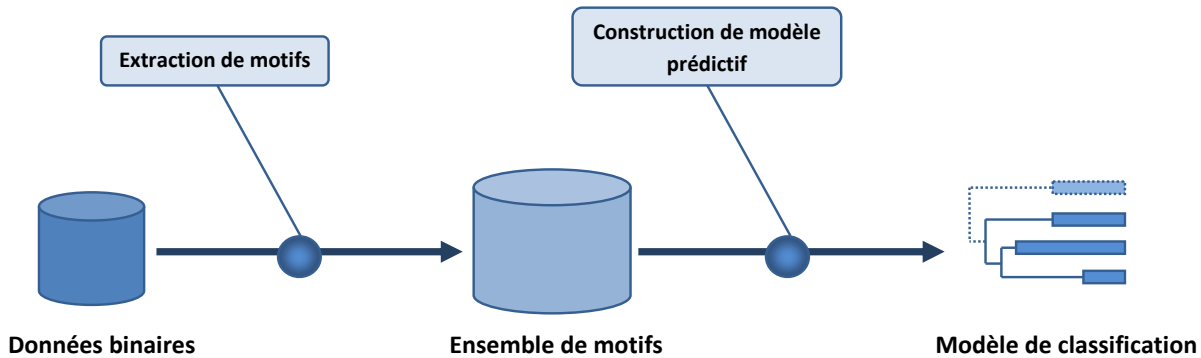 Extraction de motifs
Construction de modèle
prédictif
Données binaires
Ensemble de motifs
Modèle de classification